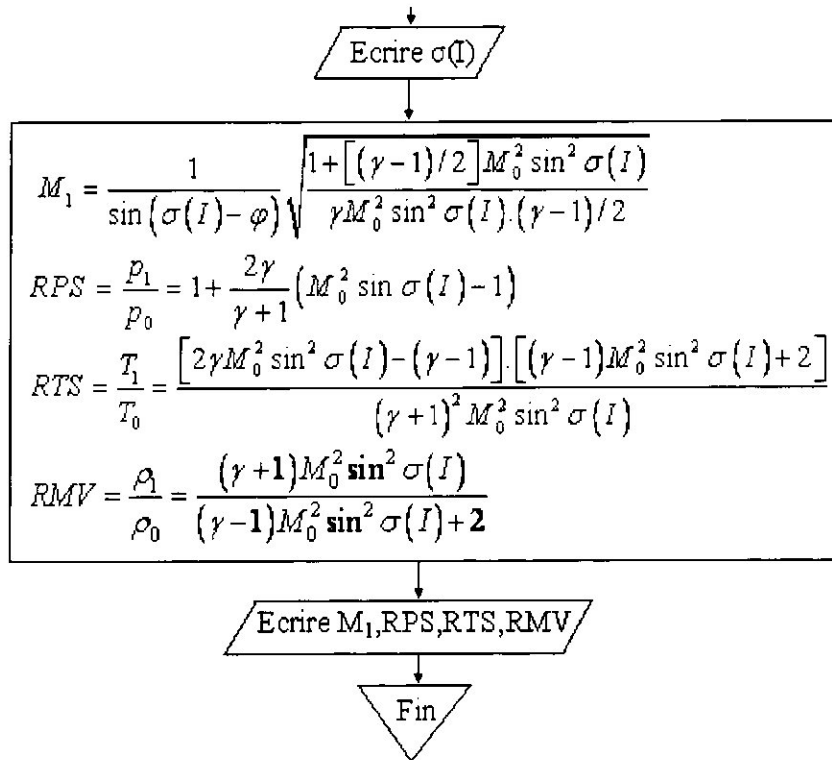 Ecrire σ(I)
M₁ = 1 / sin(σ(I)−φ) √( (1+[(γ−1)/2]M₀² sin² σ(I)) / (γM₀² sin² σ(I).(γ−1)/2) )
RPS = p₁/p₀ = 1 + 2γ/(γ+1) (M₀² sin σ(I)−1)
RTS = T₁/T₀ = [2γM₀² sin² σ(I)−(γ−1)].[(γ−1)M₀² sin² σ(I)+2] / (γ+1)² M₀² sin² σ(I)
RMV = ρ₁/ρ₀ = (γ+1)M₀² sin² σ(I) / (γ−1)M₀² sin² σ(I)+2
Ecrire M₁,RPS,RTS,RMV
Fin